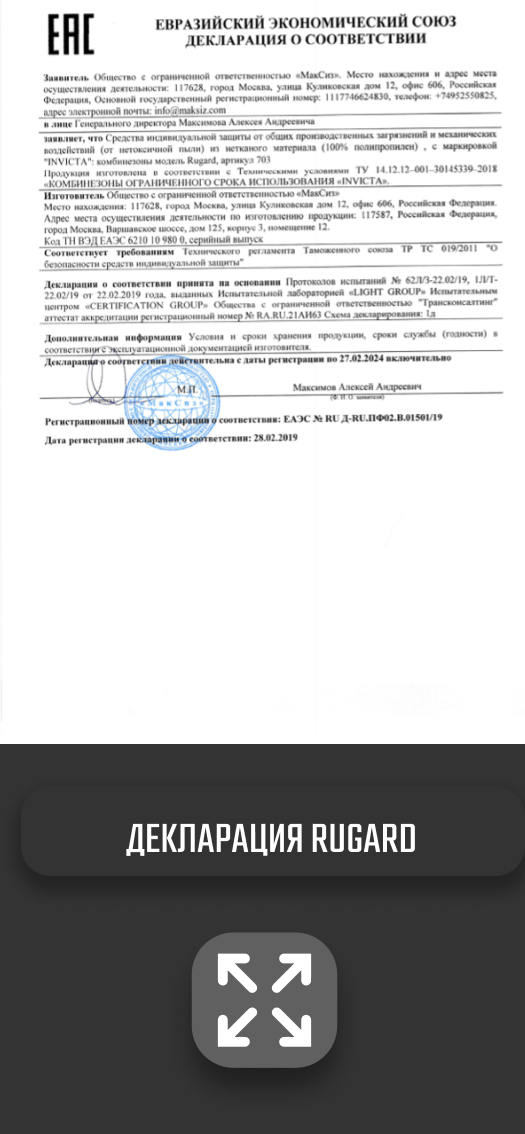 ЕАС
ЕВРАЗИЙСКИЙ ЭКОНОМИЧЕСКИЙ СОЮЗ
ДЕКЛАРАЦИЯ О СООТВЕТСТВИИ
Заявитель Общество с ограниченной ответственностью «МакСиз». Место нахождения и адрес места
осуществления деятельности: 117628, город Москва, улица Куликовская дом 12, офис 606, Российская
Федерация, Основной государственный регистрационный номер: 1117746624830, телефон: +74952550825,
адрес электронной почты: info@maksiz.com
в лице Генерального директора Максимова Алексея Андреевича
заявляет, что Средства индивидуальной защиты от общих производственных загрязнений и механических
воздействий (от нетоксичной пыли) из нетканого материала (100% полипропилен) , с маркировкой
"INVICTA": комбинезоны модель Rugard, артикул 703
Продукция изготовлена в соответствии с Техническими условиями ТУ 14.12.12–001–30145339–2018
«КОМБИНЕЗОНЫ ОГРАНИЧЕННОГО СРОКА ИСПОЛЬЗОВАНИЯ «INVICTA».
Изготовитель Общество с ограниченной ответственностью «МакСиз»
Место нахождения: 117628, город Москва, улица Куликовская дом 12, офис 606, Российская Федерация.
Адрес места осуществления деятельности по изготовлению продукции: 117587, Российская Федерация,
город Москва, Варшавское шоссе, дом 125, корпус 3, помещение 12.
Код ТН ВЭД ЕАЭС 6210 10 980 0, серийный выпуск
Соответствует требованиям Технического регламента Таможенного союза ТР ТС 019/2011 "О
безопасности средств индивидуальной защиты"
Декларация о соответствии принята на основании Протоколов испытаний № 62Л/3-22.02/19, 1Л/Т-
22.02/19 от 22.02.2019 года, выданных Испытательной лабораторией «LIGHT GROUP» Испытательным
центром «CERTIFICATION GROUP» Общества с ограниченной ответственностью "Трансконсалтинг"
аттестат аккредитации регистрационный номер № RA.RU.21АИ63 Схема декларирования: 1д
Дополнительная информация Условия и сроки хранения продукции, сроки службы (годности) в
соответствии с эксплуатационной документацией изготовителя.
Декларация о соответствии действительна с даты регистрации по 27.02.2024 включительно
М.П.
Максимов Алексей Андреевич
(подпись)
(Ф. И. О. заявителя)
«МакСиз»
Регистрационный номер декларации о соответствии: ЕАЭС № RU Д-RU.ПФ02.В.01501/19
Дата регистрации декларации о соответствии: 28.02.2019
ДЕКЛАРАЦИЯ RUGARD